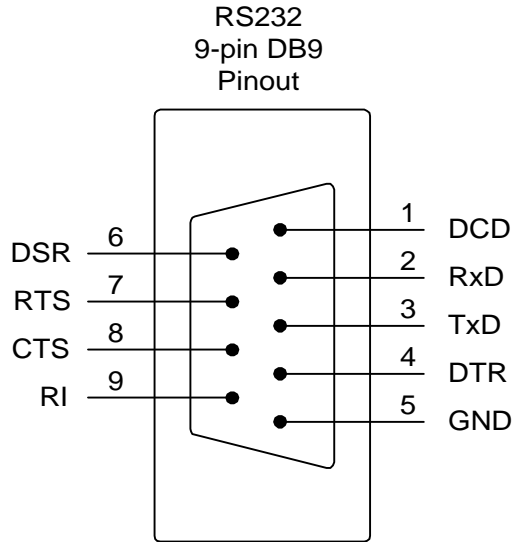 RS232
9-pin DB9
Pinout
1 DCD
DSR 6
2 RxD
RTS 7
3 TxD
CTS 8
4 DTR
RI 9
5 GND